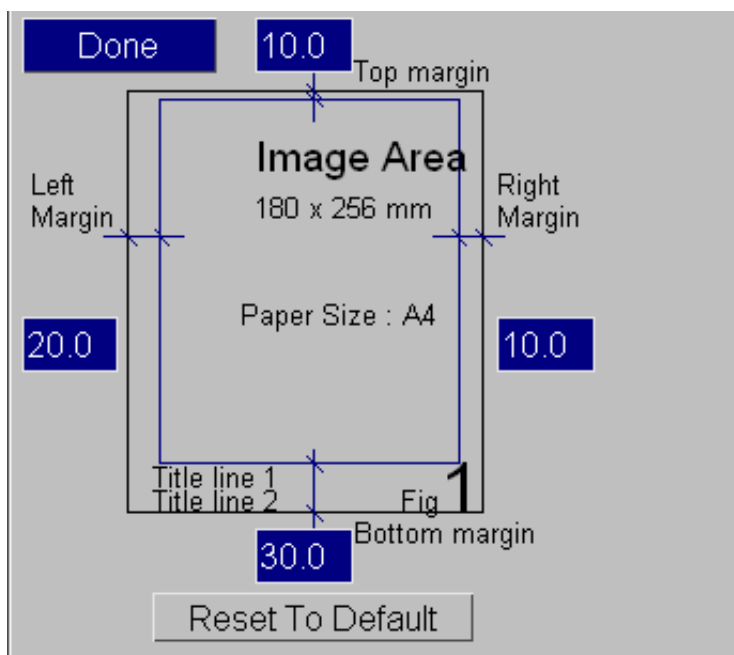 Done
10.0
Top margin
Image Area
180 x 256 mm
Left
Margin
Right
Margin
Paper Size : A4
20.0
10.0
Title line 1
Title line 2
Fig 1
Bottom margin
30.0
Reset To Default